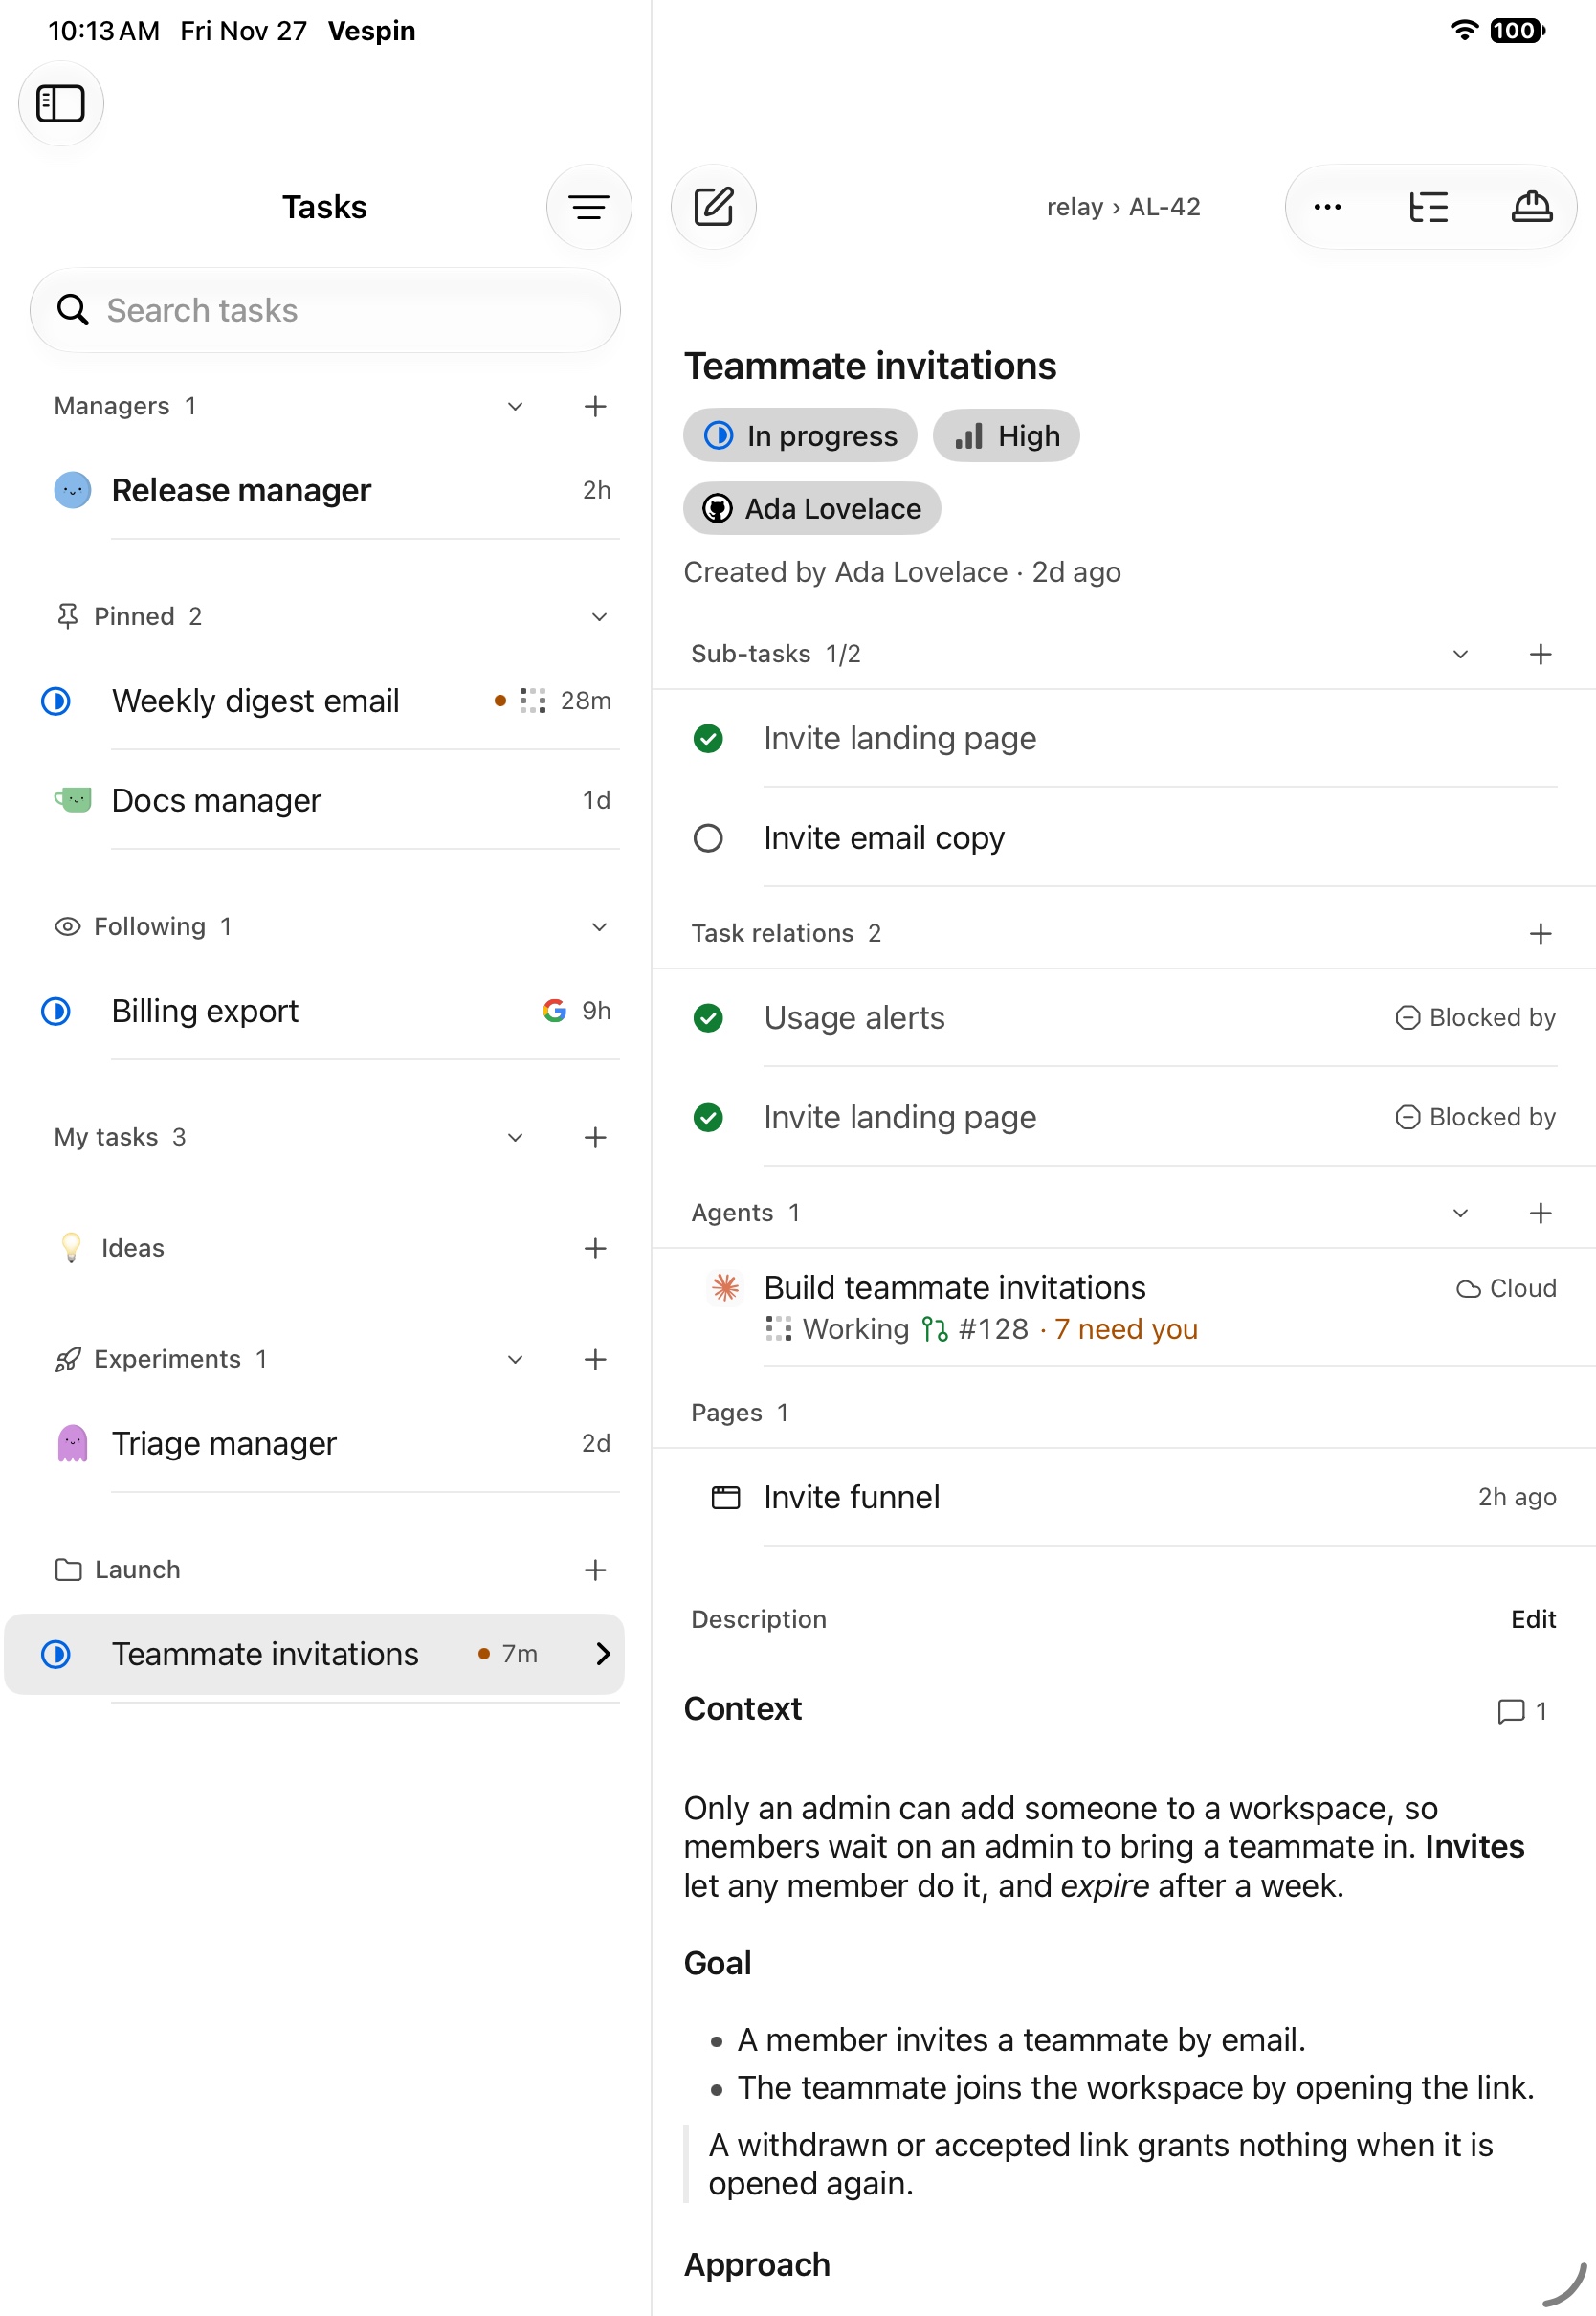 10:13 AM Fri Nov 27 Vespin
100
Tasks
Search tasks
Managers 1
Release manager 2h
Pinned 2
Weekly digest email 28m
Docs manager 1d
Following 1
Billing export 9h
My tasks 3
Ideas
Experiments 1
Triage manager 2d
Launch
Teammate invitations 7m
relay › AL-42
Teammate invitations
In progress High
Ada Lovelace
Created by Ada Lovelace · 2d ago
Sub-tasks 1/2
Invite landing page
Invite email copy
Task relations 2
Usage alerts Blocked by
Invite landing page Blocked by
Agents 1
Build teammate invitations Cloud
Working #128 · 7 need you
Pages 1
Invite funnel 2h ago
Description Edit
Context 1
Only an admin can add someone to a workspace, so
members wait on an admin to bring a teammate in. Invites
let any member do it, and expire after a week.
Goal
• A member invites a teammate by email.
• The teammate joins the workspace by opening the link.
A withdrawn or accepted link grants nothing when it is
opened again.
Approach